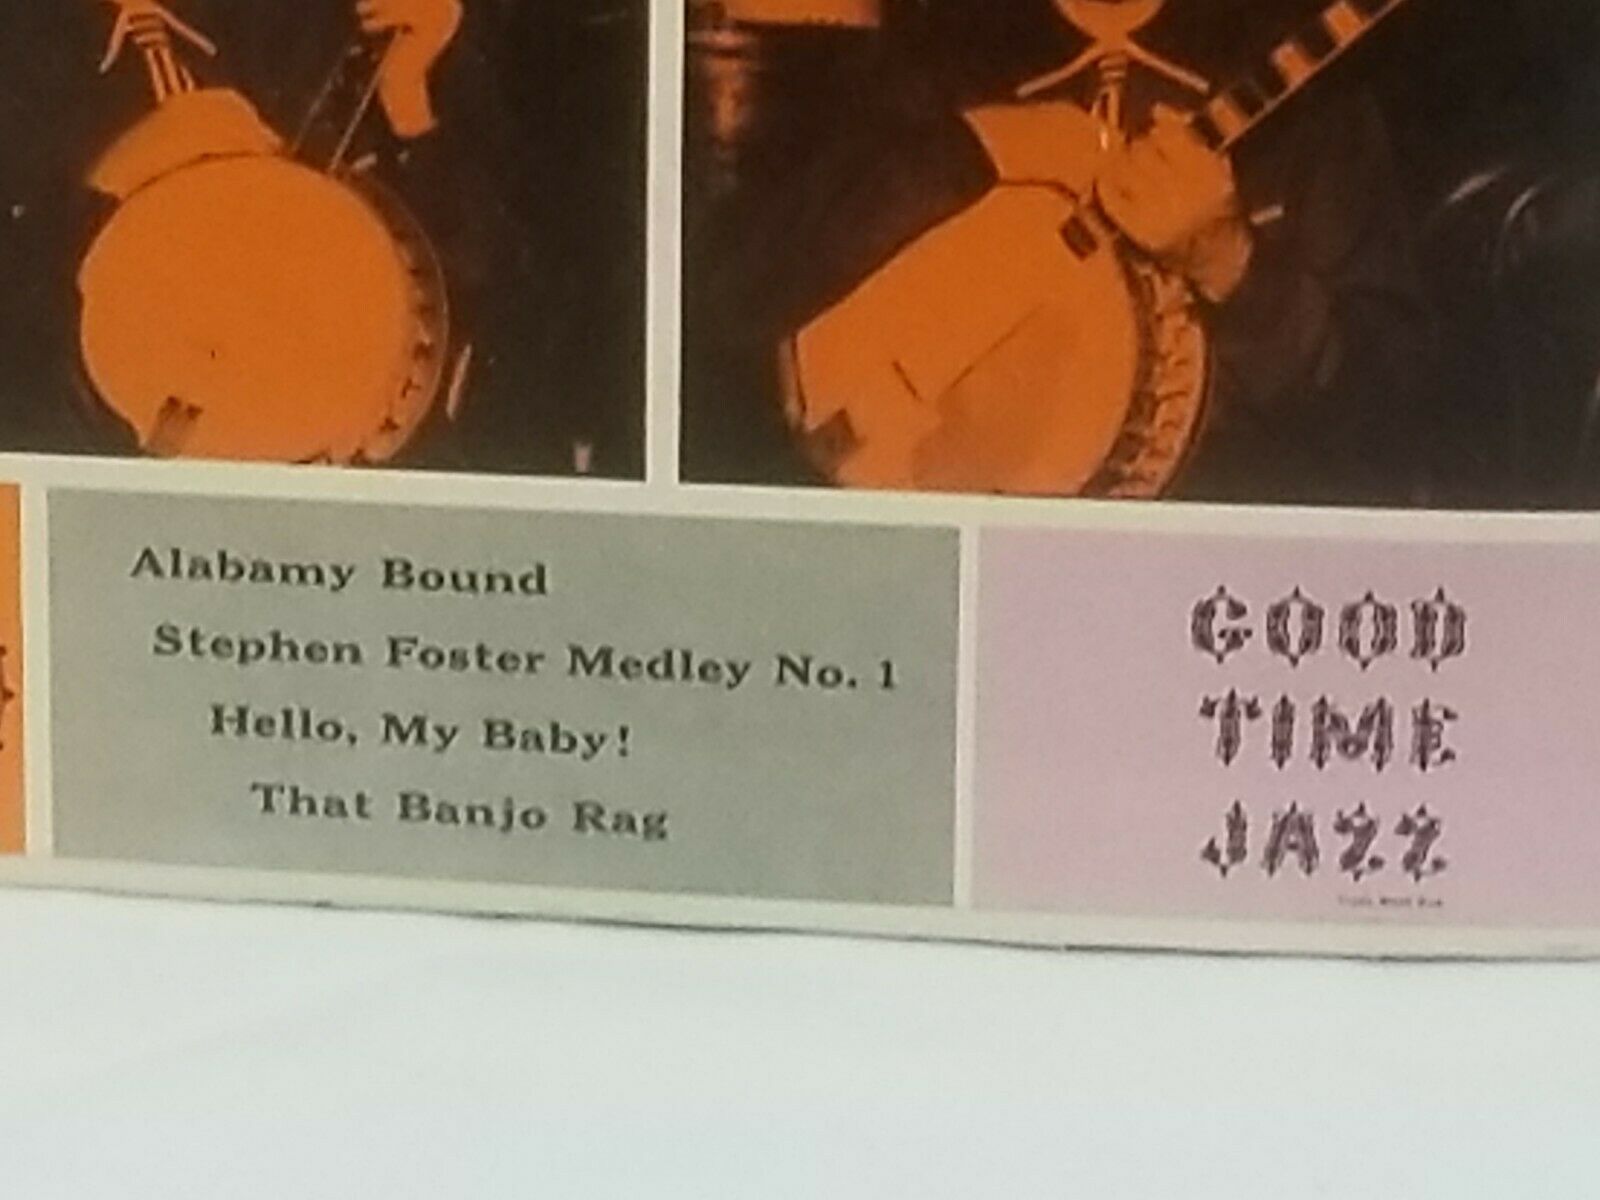 Alabamy Bound
Stephen Foster Medley No. 1
Hello, My Baby!
That Banjo Rag
GOOD
TIME
JAZZ